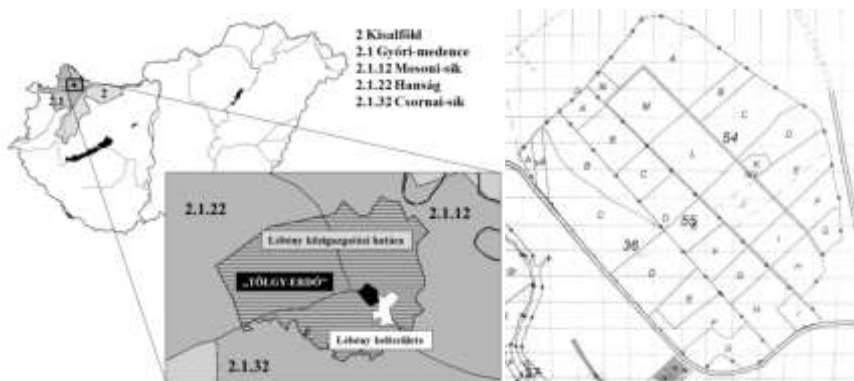 2 Kisalföld
2.1 Győri-medence
2.1.12 Mosoni-sík
2.1.22 Hanság
2.1.32 Csornai-sík
2.1
2
2.1.22
2.1.12
Lébény közigazgatási határa
„TÖLGY-ERDŐ”
Lébény belterülete
2.1.32
A
B
C
D
M
54
L
K
E
B
C
D
55
36
D
E
F
G
H
I
37